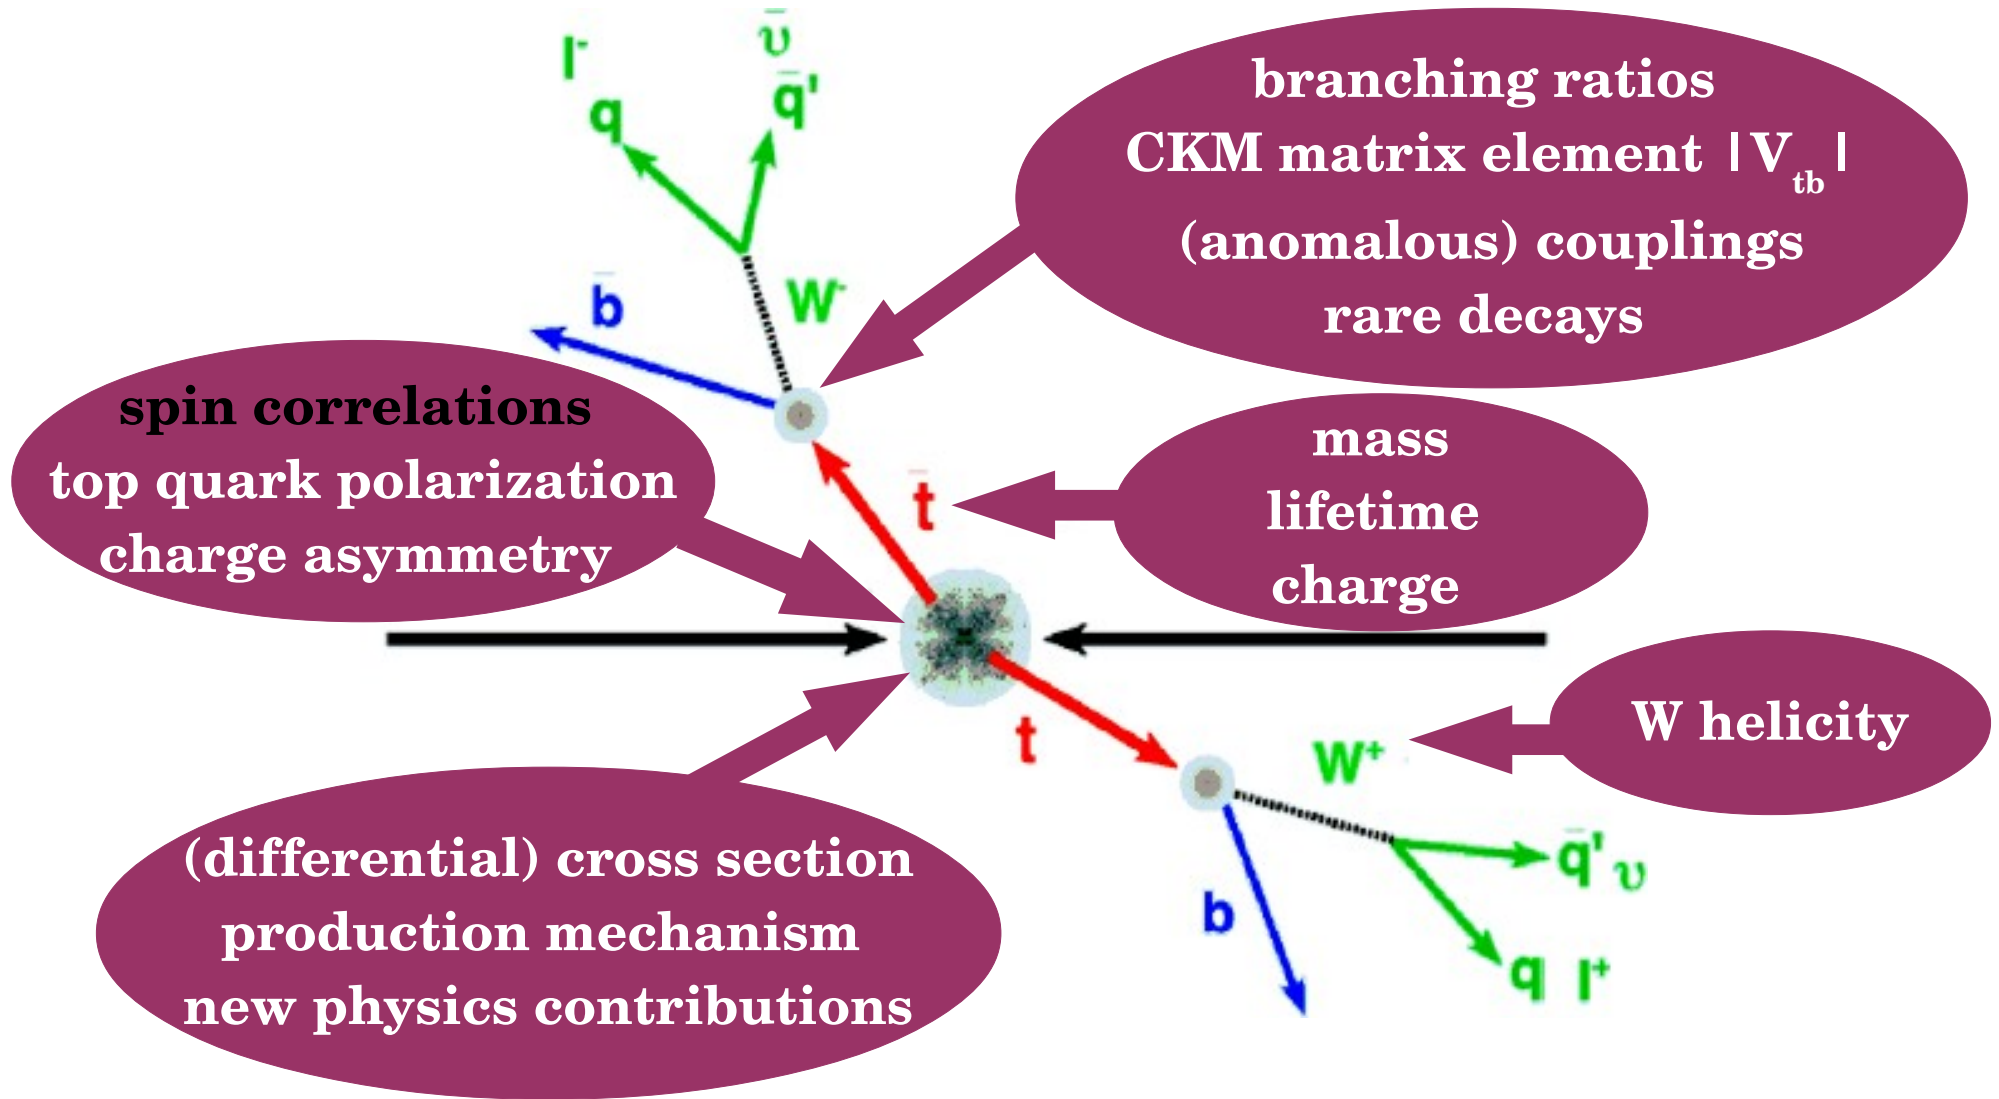 l⁻
ῡ
q
q̄'
W⁻
b̄
branching ratios
CKM matrix element |V_tb|
(anomalous) couplings
rare decays
spin correlations
top quark polarization
charge asymmetry
t̄
mass
lifetime
charge
t
W⁺
W helicity
q̄' υ
b
q l⁺
(differential) cross section
production mechanism
new physics contributions